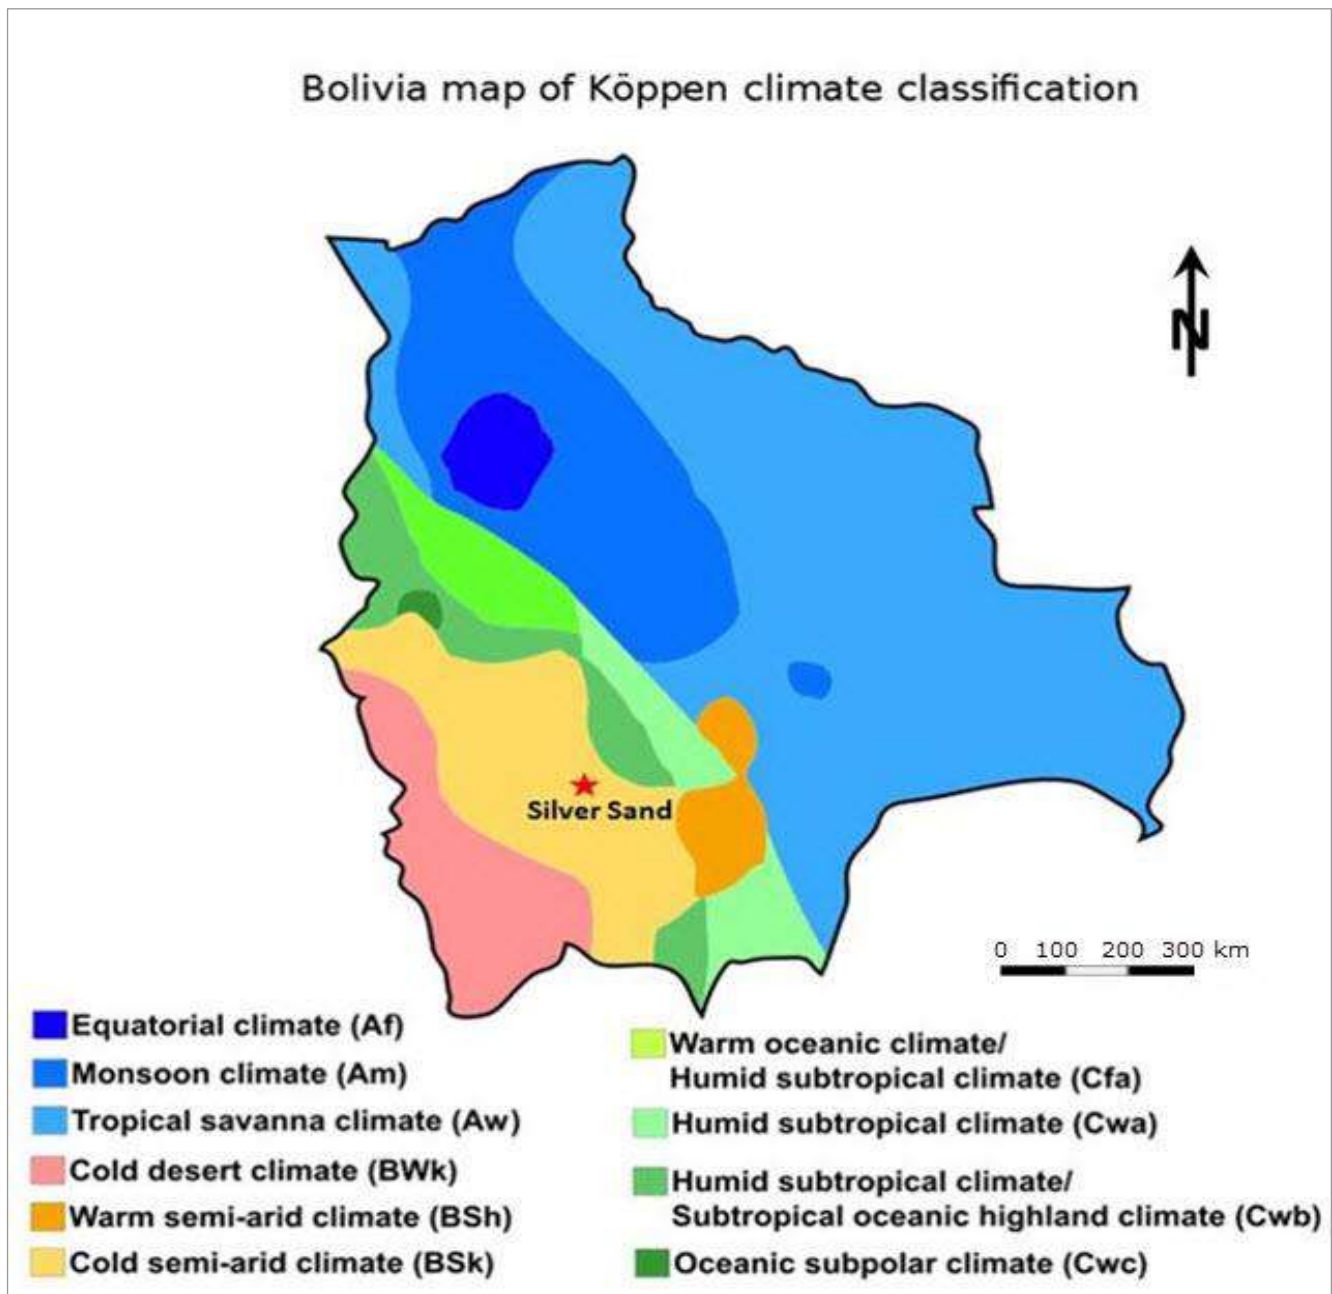 Bolivia map of Köppen climate classification
N
Silver Sand
0 100 200 300 km
Equatorial climate (Af)
Monsoon climate (Am)
Tropical savanna climate (Aw)
Cold desert climate (BWk)
Warm semi-arid climate (BSh)
Cold semi-arid climate (BSk)
Warm oceanic climate/
Humid subtropical climate (Cfa)
Humid subtropical climate (Cwa)
Humid subtropical climate/
Subtropical oceanic highland climate (Cwb)
Oceanic subpolar climate (Cwc)